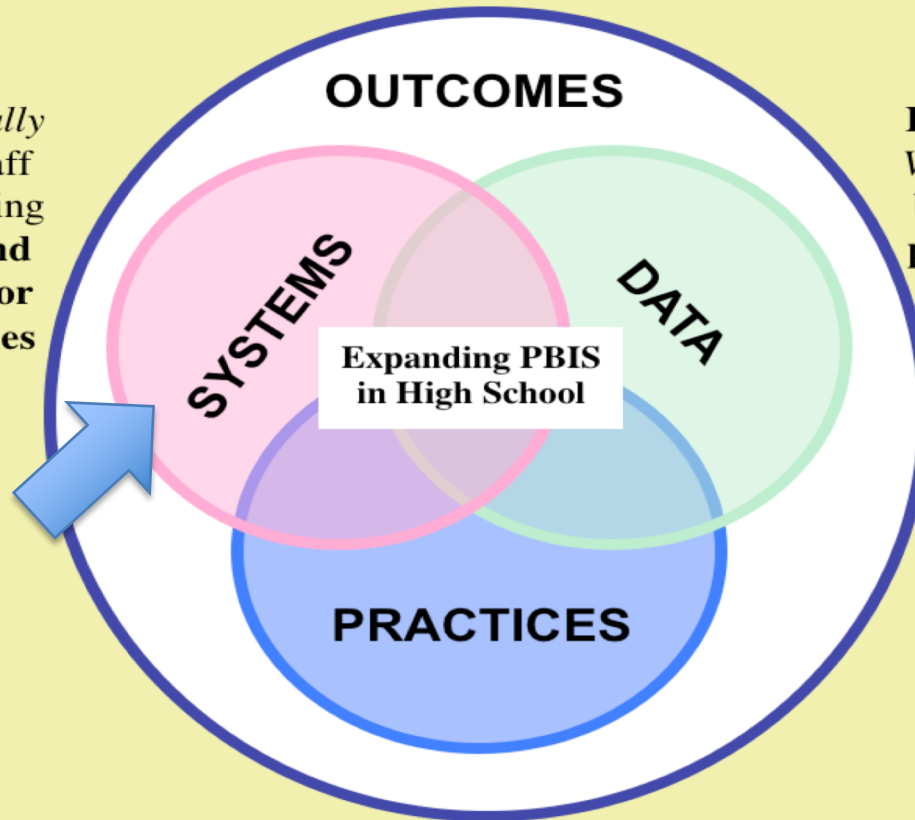 OUTCOMES
SYSTEMS
DATA
Expanding PBIS
in High School
PRACTICES